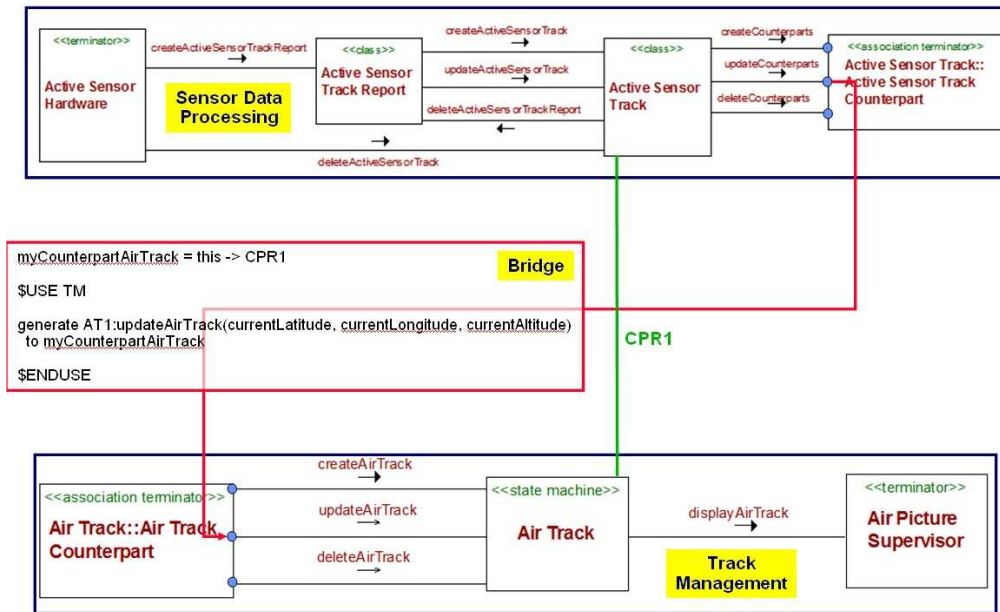 <<terminator>>
Active Sensor
Hardware
createActiveSensorTrackReport
Sensor Data
Processing
<<class>>
Active Sensor
Track Report
createActiveSensorTrack
updateActiveSensorTrack
deleteActiveSensorTrackReport
deleteActiveSensorTrack
<<class>>
Active Sensor
Track
createCounterparts
updateCounterparts
deleteCounterparts
<<association terminator>>
Active Sensor Track::
Active Sensor Track
Counterpart
myCounterpartAirTrack = this -> CPR1
Bridge
$USE TM
generate AT1:updateAirTrack(currentLatitude, currentLongitude, currentAltitude)
to myCounterpartAirTrack
$ENDUSE
CPR1
<<association terminator>>
Air Track::Air Track
Counterpart
createAirTrack
updateAirTrack
deleteAirTrack
<<state machine>>
Air Track
displayAirTrack
Track
Management
<<terminator>>
Air Picture
Supervisor